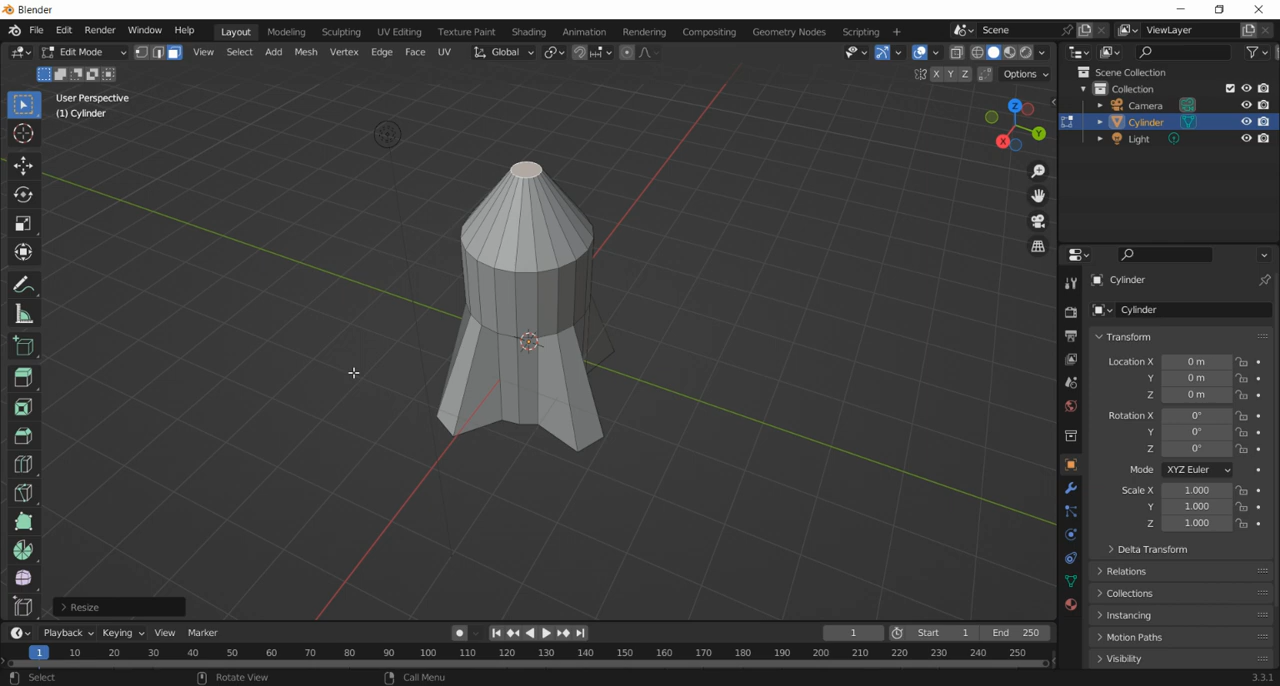 Blender
File Edit Render Window Help Layout Modeling Sculpting UV Editing Texture Paint Shading Animation Rendering Compositing Geometry Nodes Scripting + Scene ViewLayer
Edit Mode View Select Add Mesh Vertex Edge Face UV Global
X Y Z Options
User Perspective
(1) Cylinder
Z
Y
X
Resize
Scene Collection
Collection
Camera
Cylinder
Light
Cylinder
Cylinder
Transform
Location X 0 m
Y 0 m
Z 0 m
Rotation X 0°
Y 0°
Z 0°
Mode XYZ Euler
Scale X 1.000
Y 1.000
Z 1.000
Delta Transform
Relations
Collections
Instancing
Motion Paths
Visibility
Playback Keying View Marker 1 Start 1 End 250
1 10 20 30 40 50 60 70 80 90 100 110 120 130 140 150 160 170 180 190 200 210 220 230 240 250
Select Rotate View Call Menu 3.3.1